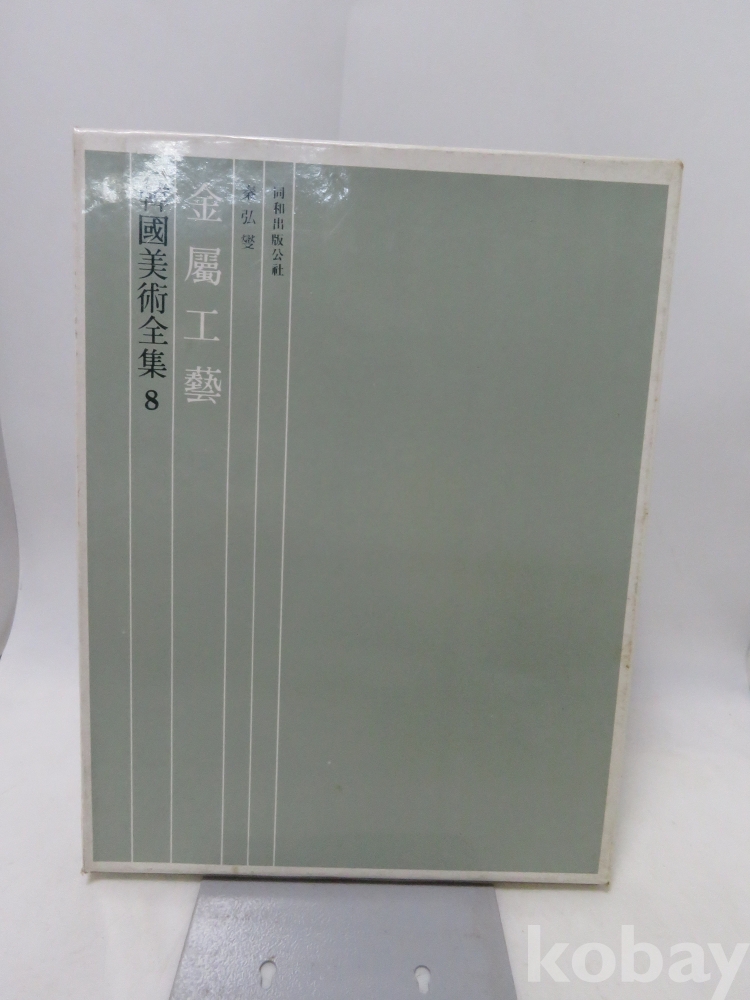 韓國美術全集 8
金屬工藝
秦弘燮
同和出版公社
kobay